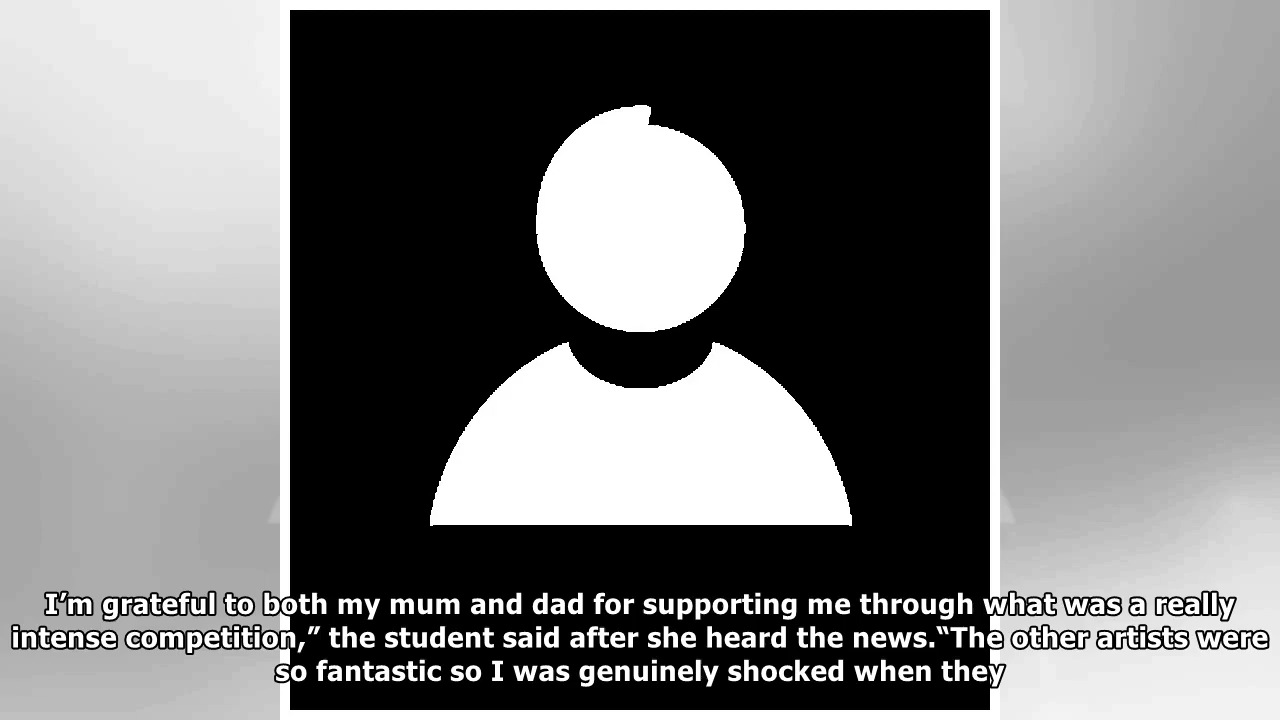 I’m grateful to both my mum and dad for supporting me through what was a really
intense competition,” the student said after she heard the news.“The other artists were
so fantastic so I was genuinely shocked when they